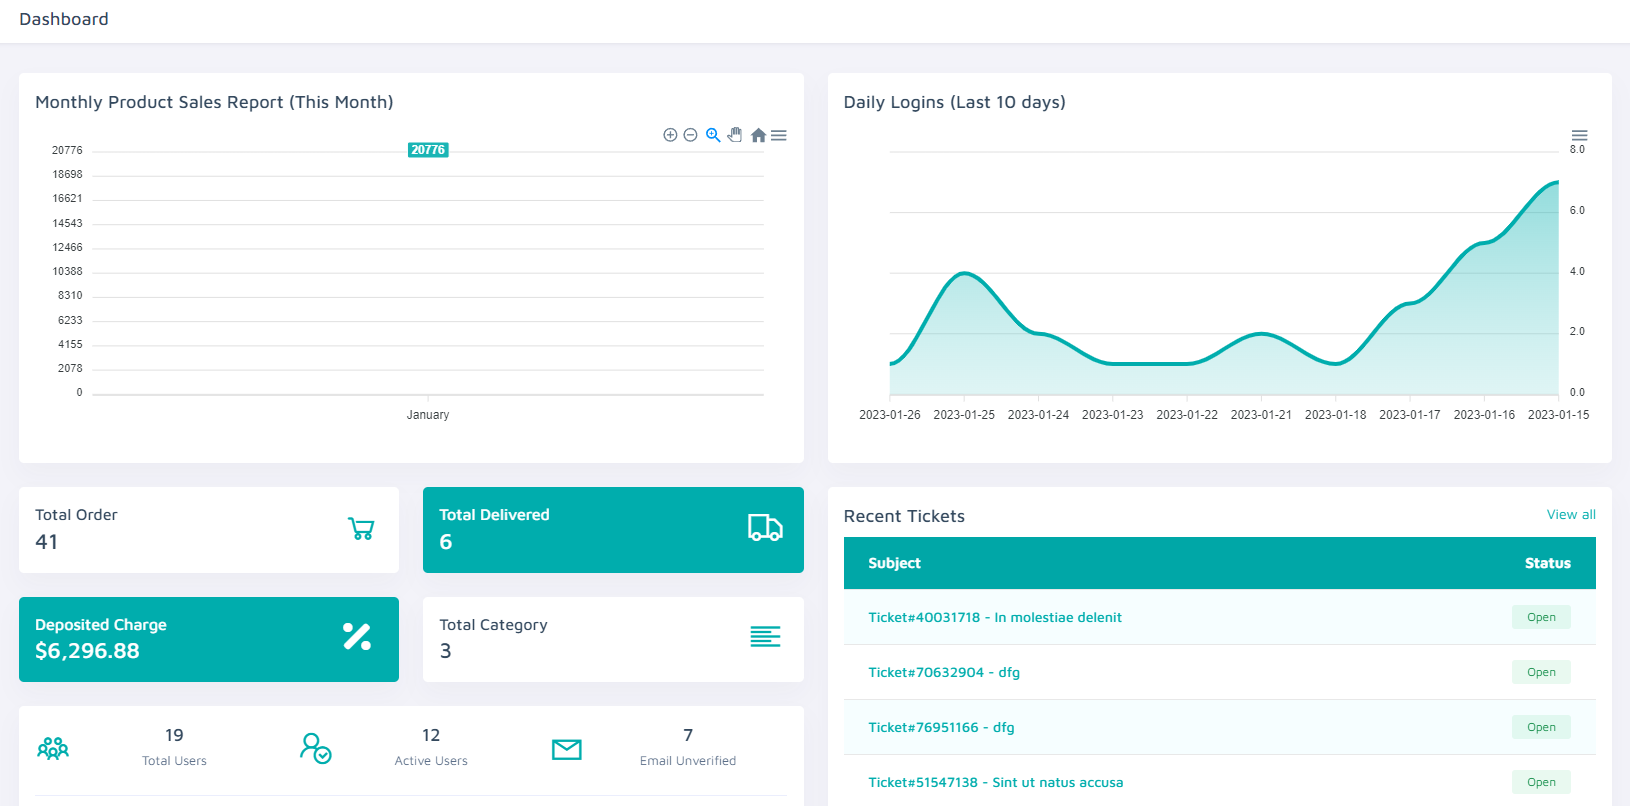 Dashboard
Monthly Product Sales Report (This Month)
20776
20776
18698
16621
14543
12466
10388
8310
6233
4155
2078
0
January
Daily Logins (Last 10 days)
8.0
6.0
4.0
2.0
0.0
2023-01-26 2023-01-25 2023-01-24 2023-01-23 2023-01-22 2023-01-21 2023-01-18 2023-01-17 2023-01-16 2023-01-15
Total Order
41
Total Delivered
6
Deposited Charge
$6,296.88
Total Category
3
19
Total Users
12
Active Users
7
Email Unverified
Recent Tickets View all
Subject Status
Ticket#40031718 - In molestiae delenit Open
Ticket#70632904 - dfg Open
Ticket#76951166 - dfg Open
Ticket#51547138 - Sint ut natus accusa Open